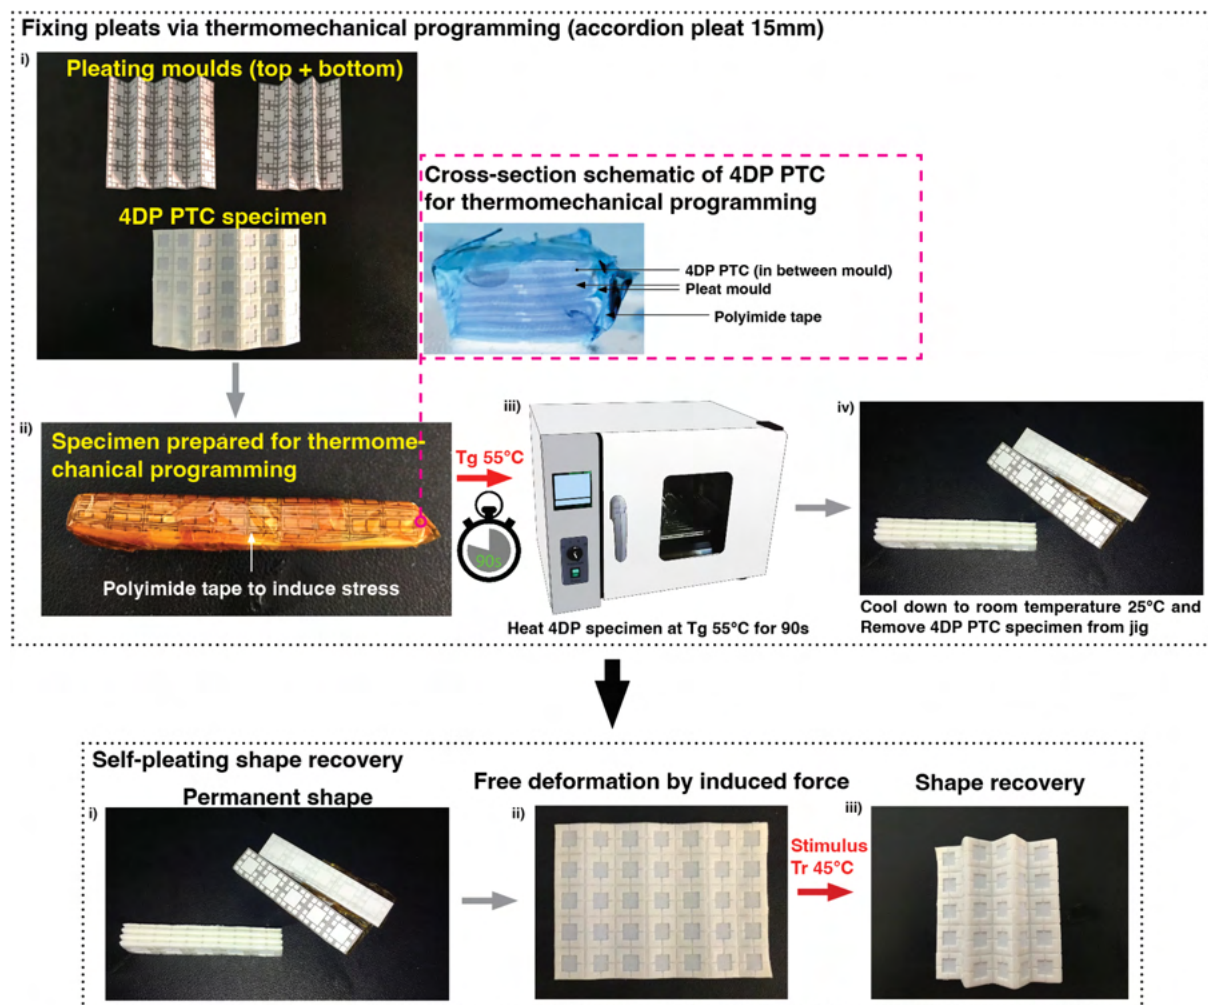 Fixing pleats via thermomechanical programming (accordion pleat 15mm)
i)
Pleating moulds (top + bottom)
4DP PTC specimen
Cross-section schematic of 4DP PTC
for thermomechanical programming
4DP PTC (in between mould)
Pleat mould
Polyimide tape
ii)
Specimen prepared for thermome-
chanical programming
Polyimide tape to induce stress
Tg 55°C
90s
iii)
Heat 4DP specimen at Tg 55°C for 90s
iv)
Cool down to room temperature 25°C and
Remove 4DP PTC specimen from jig
Self-pleating shape recovery
Permanent shape
i)
Free deformation by induced force
ii)
Stimulus
Tr 45°C
Shape recovery
iii)